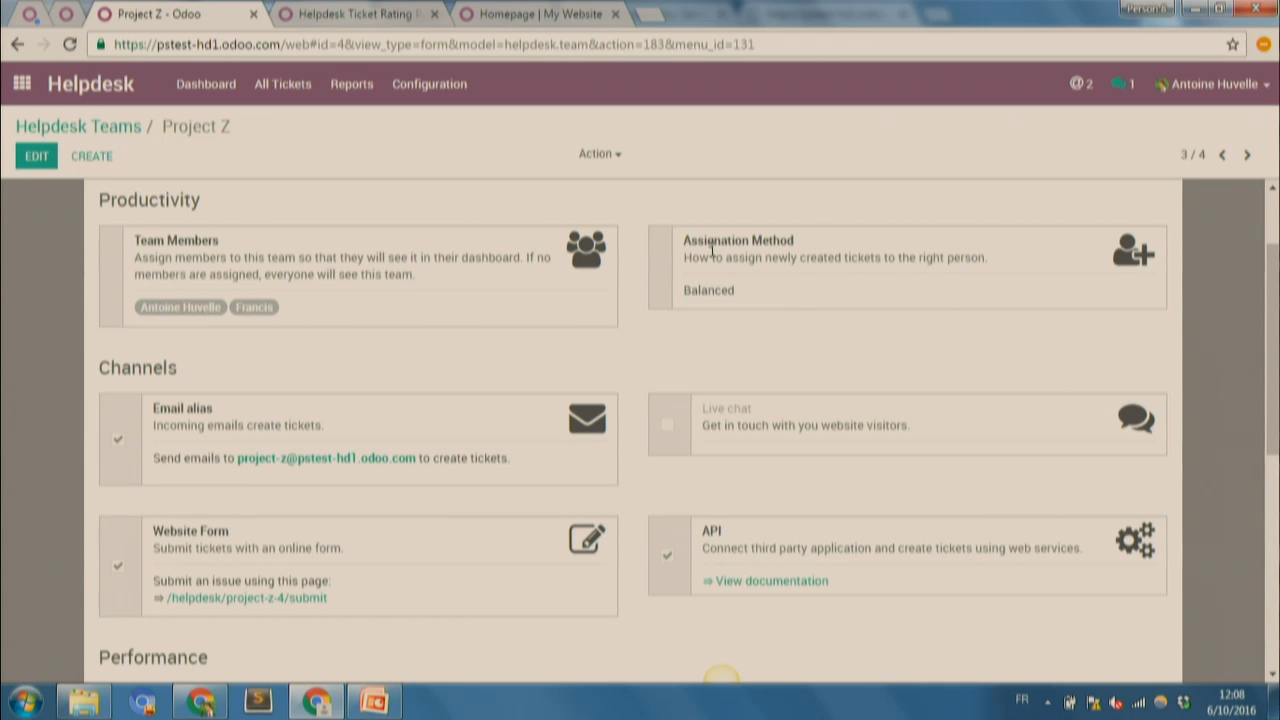 Project Z - Odoo
Helpdesk Ticket Rating
Homepage | My Website
https://pstest-hd1.odoo.com/web#id=4&view_type=form&model=helpdesk.team&action=183&menu_id=131
Helpdesk
Dashboard
All Tickets
Reports
Configuration
@ 2
1
Antoine Huvelle
Helpdesk Teams / Project Z
EDIT
CREATE
Action
3 / 4
Productivity
Team Members
Assign members to this team so that they will see it in their dashboard. If no
members are assigned, everyone will see this team.
Antoine Huvelle
Francis
Assignation Method
How to assign newly created tickets to the right person.
Balanced
Channels
Email alias
Incoming emails create tickets.
Send emails to project-z@pstest-hd1.odoo.com to create tickets.
Live chat
Get in touch with you website visitors.
Website Form
Submit tickets with an online form.
Submit an issue using this page:
⇒ /helpdesk/project-z-4/submit
API
Connect third party application and create tickets using web services.
⇒ View documentation
Performance
FR
12:08
6/10/2016